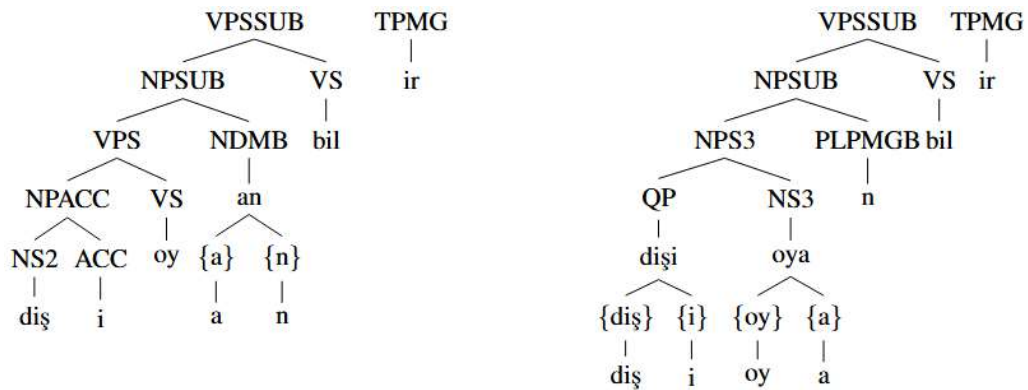 VPSSUB TPMG VPSSUB TPMG
NPSUB VS ir NPSUB VS ir
VPS NDMB bil NPS3 PLPMGB bil
NPACC VS an QP NS3 n
NS2 ACC oy {a} {n} dişi oya
diş i a n {diş} {i} {oy} {a}
diş i oy a